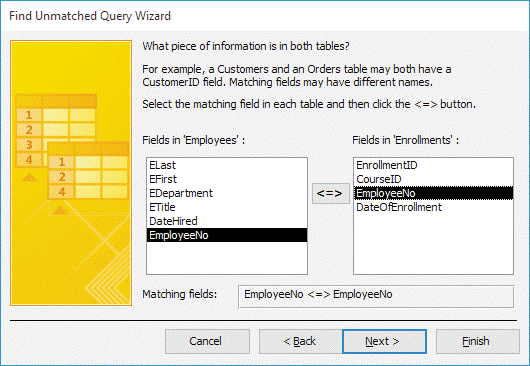 Find Unmatched Query Wizard
What piece of information is in both tables?
For example, a Customers and an Orders table may both have a
CustomerID field. Matching fields may have different names.
Select the matching field in each table and then click the <=> button.
Fields in 'Employees' :
ELast
EFirst
EDepartment
ETitle
DateHired
EmployeeNo
<=>
Fields in 'Enrollments' :
EnrollmentID
CourseID
EmployeeNo
DateOfEnrollment
1
2
3
4
1
2
3
4
Matching fields:
EmployeeNo <=> EmployeeNo
Cancel
< Back
Next >
Finish